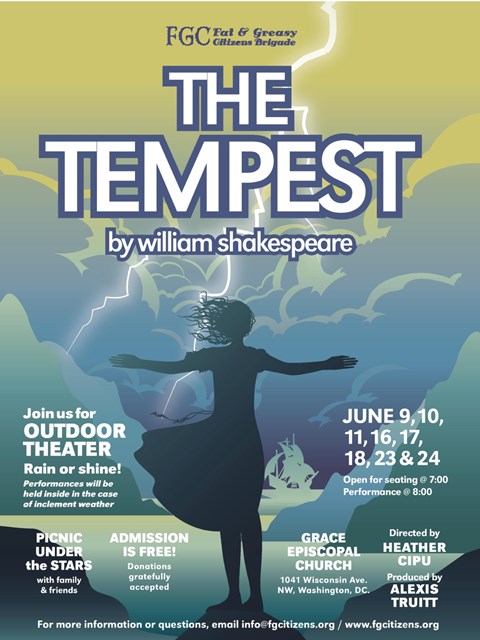 FGC Fat & Greasy
Citizens Brigade
THE
TEMPEST
by william shakespeare
Join us for
OUTDOOR
THEATER
Rain or shine!
Performances will be
held inside in the case
of inclement weather
JUNE 9, 10,
11, 16, 17,
18, 23 & 24
Open for seating @ 7:00
Performance @ 8:00
PICNIC
UNDER
the STARS
with family
& friends
ADMISSION
IS FREE!
Donations
gratefully
accepted
GRACE
EPISCOPAL
CHURCH
1041 Wisconsin Ave.
NW, Washington, DC.
Directed by
HEATHER
CIPU
Produced by
ALEXIS
TRUITT
For more information or questions, email info@fgcitizens.org / www.fgcitizens.org